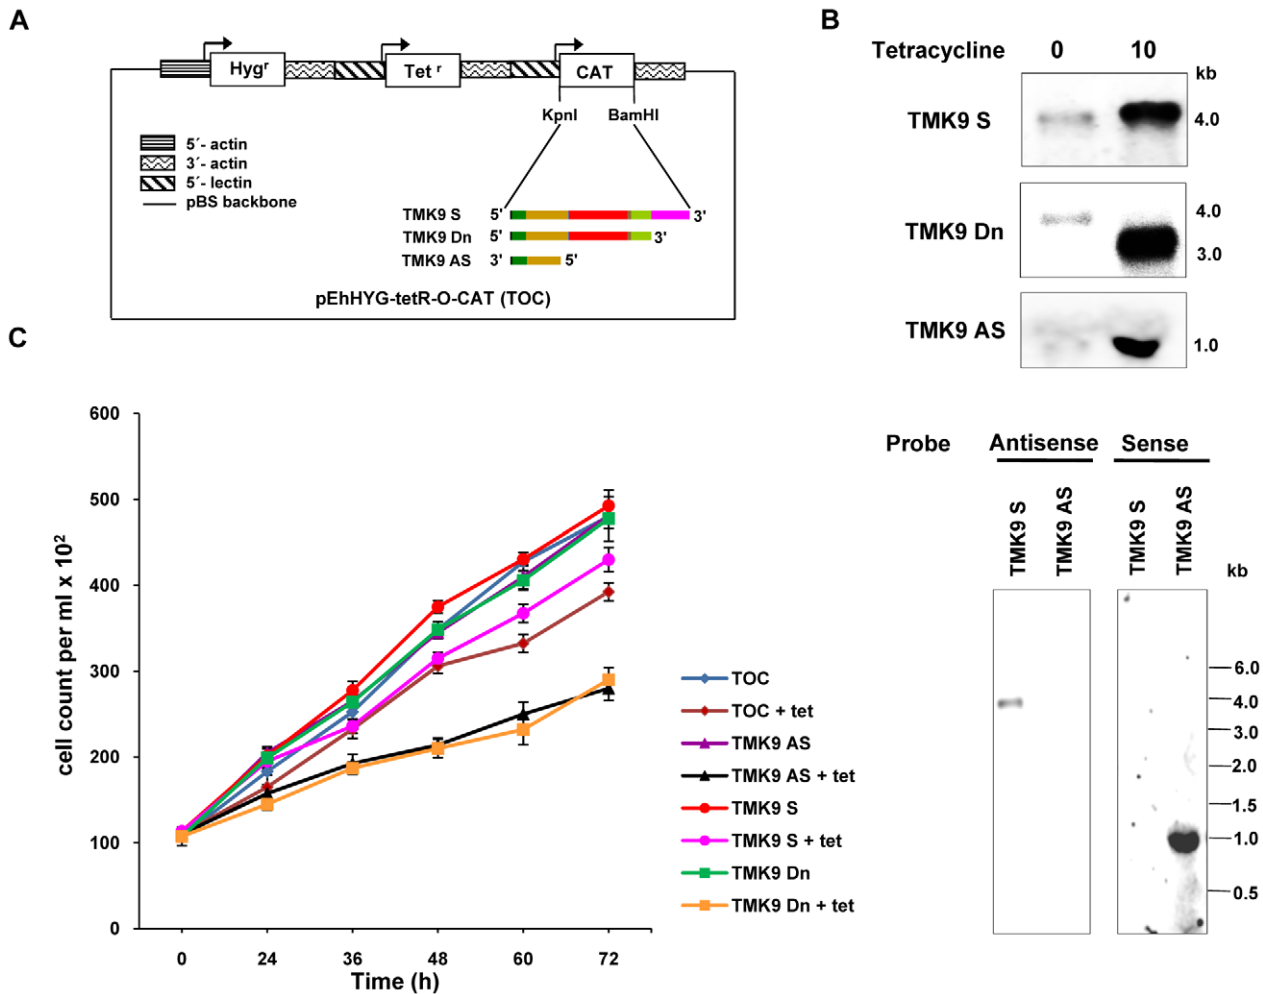 A
Hygʳ
Tet ʳ
CAT
KpnI
BamHI
5´- actin
3´- actin
5´- lectin
pBS backbone
TMK9 S 5' 3'
TMK9 Dn 5' 3'
TMK9 AS 3' 5'
pEhHYG-tetR-O-CAT (TOC)
B
Tetracycline 0 10
kb
TMK9 S 4.0
TMK9 Dn 4.0
3.0
TMK9 AS 1.0
Probe Antisense Sense
TMK9 S
TMK9 AS
TMK9 S
TMK9 AS
kb
6.0
4.0
3.0
2.0
1.5
1.0
0.5
C
cell count per ml x 10²
600
500
400
300
200
100
0
0 24 36 48 60 72
Time (h)
TOC
TOC + tet
TMK9 AS
TMK9 AS + tet
TMK9 S
TMK9 S + tet
TMK9 Dn
TMK9 Dn + tet